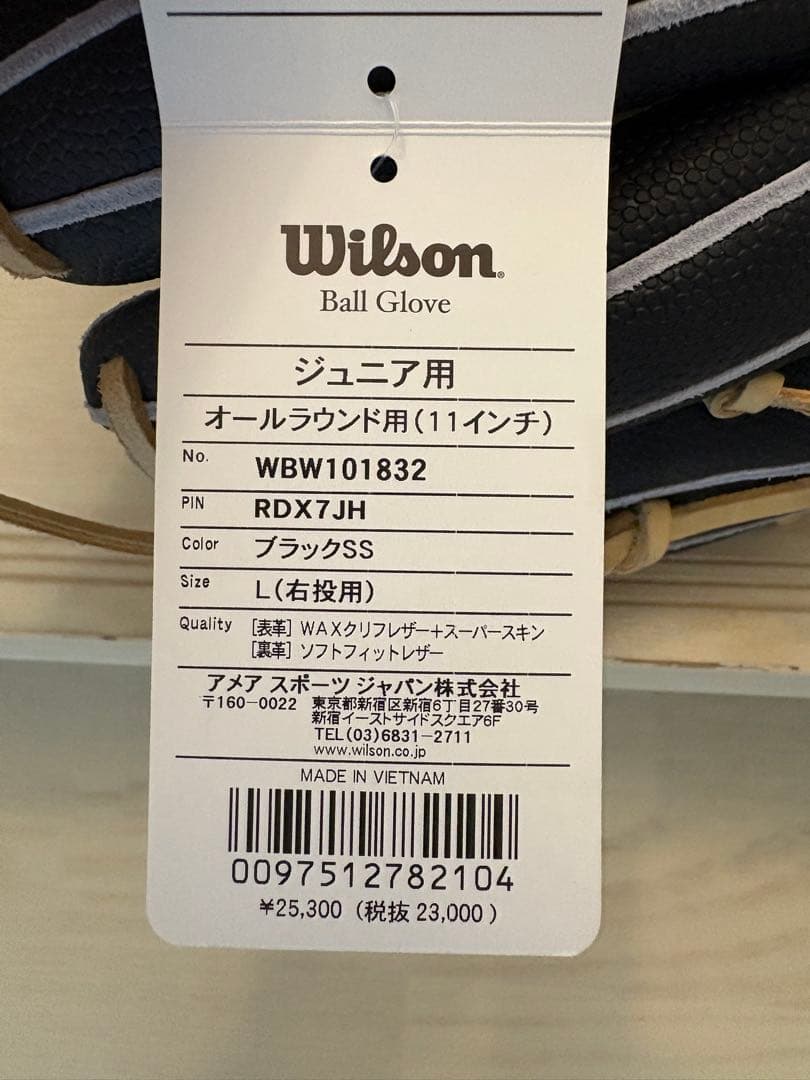 Wilson®
Ball Glove
ジュニア用
オールラウンド用(11インチ)
No. WBW101832
PIN RDX7JH
Color ブラックSS
Size L(右投用)
Quality [表革] WAXクリフレザー+スーパースキン
[裏革] ソフトフィットレザー
アメア スポーツ ジャパン株式会社
〒160-0022 東京都新宿区新宿6丁目27番30号
新宿イーストサイドスクエア6F
TEL(03)6831-2711
www.wilson.co.jp
MADE IN VIETNAM
0097512782104
¥25,300 (税抜 23,000)